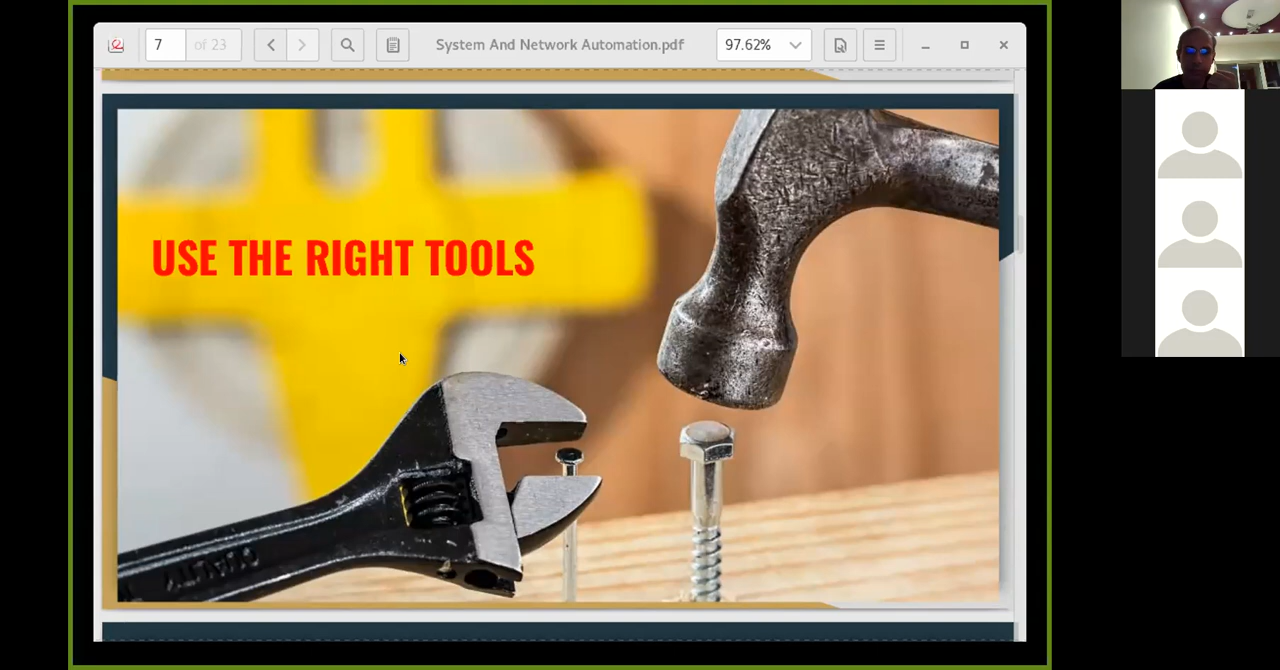 7 of 23 System And Network Automation.pdf 97.62%
USE THE RIGHT TOOLS